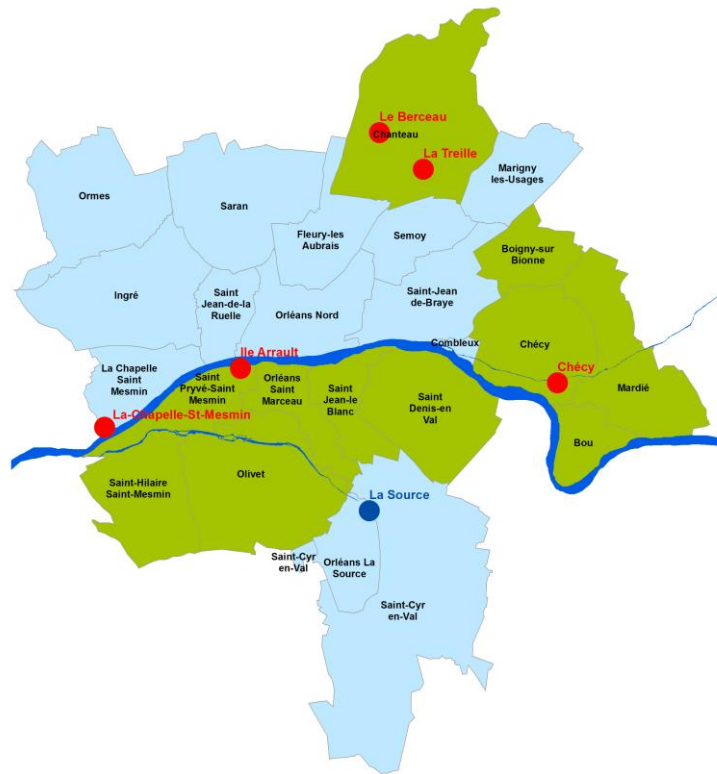 Le Berceau
Chanteau
La Treille
Marigny
les-Usages
Ormes
Saran
Fleury-les
Aubrais
Semoy
Boigny-sur
Bionne
Ingré
Saint
Jean-de-la
Ruelle
Orléans Nord
Saint-Jean
de-Braye
Combleux
Chécy
Ile Arrault
La Chapelle
Saint
Mesmin
Saint
Pryvé-Saint
Mesmin
Orléans
Saint
Marceau
Saint
Jean-le
Blanc
Saint
Denis-en
Val
Chécy
Mardié
La-Chapelle-St-Mesmin
Bou
Saint-Hilaire
Saint-Mesmin
Olivet
La Source
Saint-Cyr
en-Val
Orléans La
Source
Saint-Cyr
en-Val